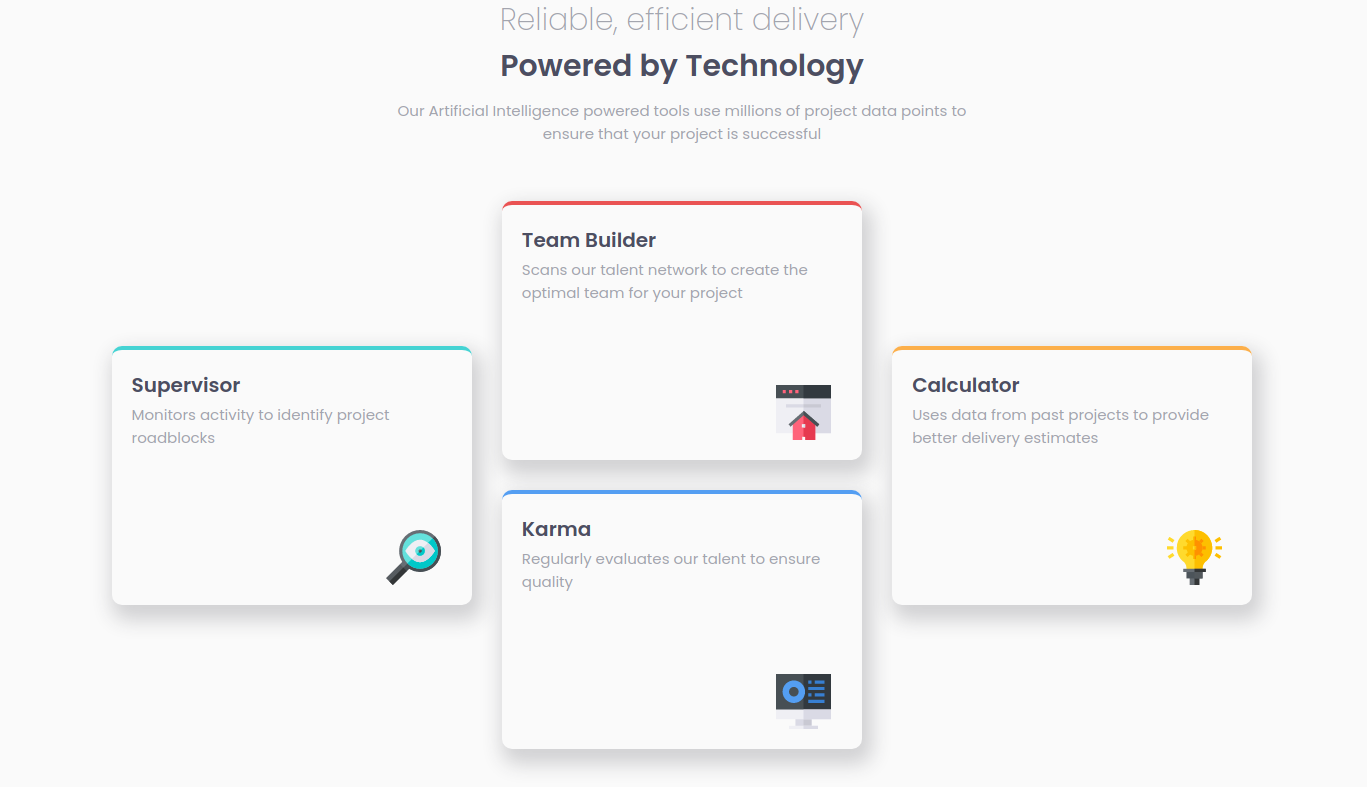 Reliable, efficient delivery
Powered by Technology
Our Artificial Intelligence powered tools use millions of project data points to
ensure that your project is successful
Team Builder
Scans our talent network to create the
optimal team for your project
Supervisor
Monitors activity to identify project
roadblocks
Calculator
Uses data from past projects to provide
better delivery estimates
Karma
Regularly evaluates our talent to ensure
quality